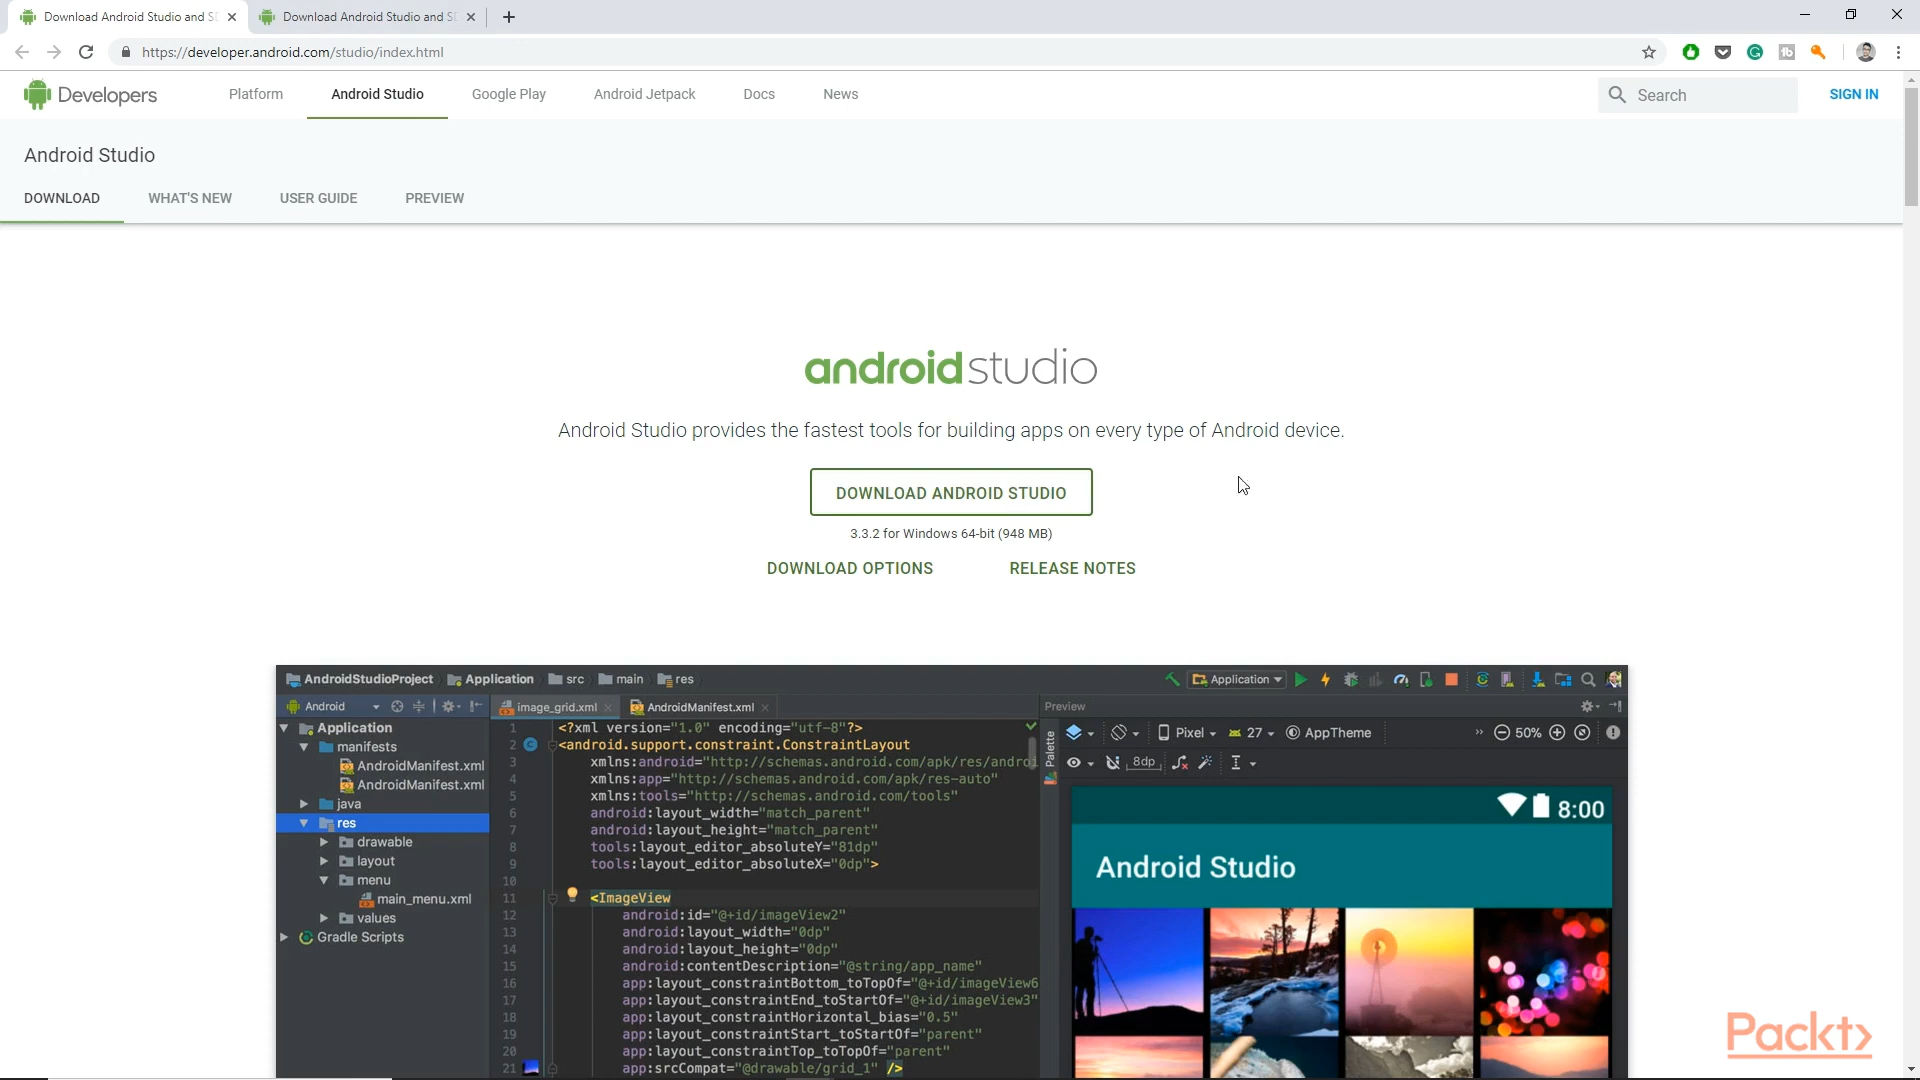 Download Android Studio and S
Download Android Studio and S
https://developer.android.com/studio/index.html
Developers
Platform
Android Studio
Google Play
Android Jetpack
Docs
News
Search
SIGN IN
Android Studio
DOWNLOAD
WHAT'S NEW
USER GUIDE
PREVIEW
androidstudio
Android Studio provides the fastest tools for building apps on every type of Android device.
DOWNLOAD ANDROID STUDIO
3.3.2 for Windows 64-bit (948 MB)
DOWNLOAD OPTIONS
RELEASE NOTES
AndroidStudioProject
Application
src
main
res
Application
Android
image_grid.xml
AndroidManifest.xml
Preview
Application
manifests
AndroidManifest.xml
AndroidManifest.xml
java
res
drawable
layout
menu
main_menu.xml
values
Gradle Scripts
1 <?xml version="1.0" encoding="utf-8"?>
2 <android.support.constraint.ConstraintLayout
3 xmlns:android="http://schemas.android.com/apk/res/androi
4 xmlns:app="http://schemas.android.com/apk/res-auto"
5 xmlns:tools="http://schemas.android.com/tools"
6 android:layout_width="match_parent"
7 android:layout_height="match_parent"
8 tools:layout_editor_absoluteY="81dp"
9 tools:layout_editor_absoluteX="0dp">
10
11 <ImageView
12 android:id="@+id/imageView2"
13 android:layout_width="0dp"
14 android:layout_height="0dp"
15 android:contentDescription="@string/app_name"
16 app:layout_constraintBottom_toTopOf="@+id/imageView6
17 app:layout_constraintEnd_toStartOf="@+id/imageView3"
18 app:layout_constraintHorizontal_bias="0.5"
19 app:layout_constraintStart_toStartOf="parent"
20 app:layout_constraintTop_toTopOf="parent"
21 app:srcCompat="@drawable/grid_1" />
Palette
Pixel
27
AppTheme
50%
8dp
8:00
Android Studio
Packt>